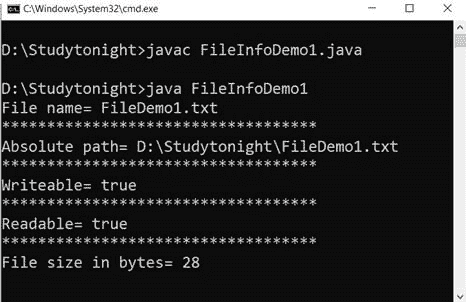 C:\Windows\System32\cmd.exe
D:\Studytonight>javac FileInfoDemo1.java
D:\Studytonight>java FileInfoDemo1
File name= FileDemo1.txt
***********************************
Absolute path= D:\Studytonight\FileDemo1.txt
***********************************
Writeable= true
***********************************
Readable= true
***********************************
File size in bytes= 28